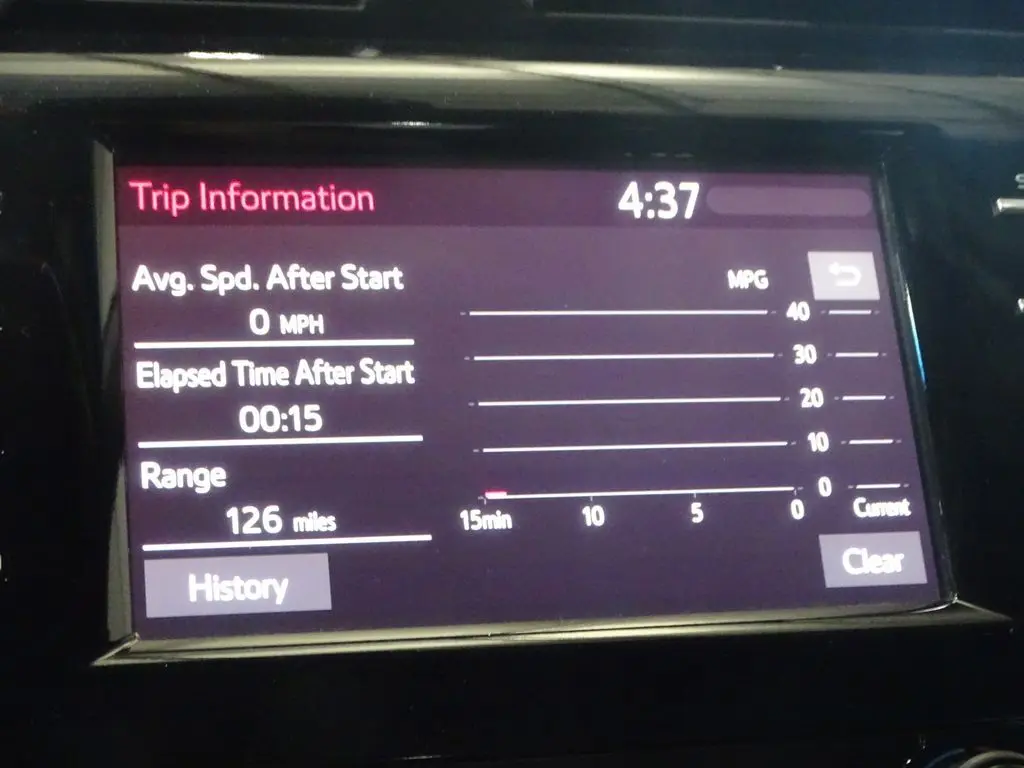 Trip Information 4:37
Avg. Spd. After Start
0 MPH
Elapsed Time After Start
00:15
Range
126 miles
History
MPG
40
30
20
10
0
15min 10 5 0 Current
Clear